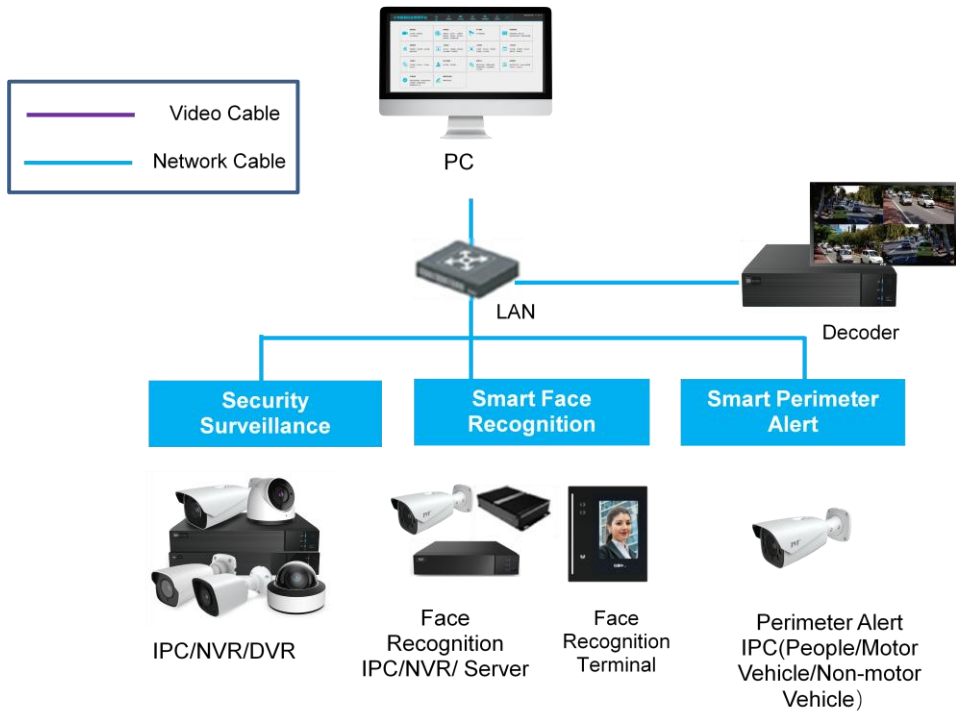 Video Cable
Network Cable
PC
LAN
Decoder
Security
Surveillance
Smart Face
Recognition
Smart Perimeter
Alert
IPC/NVR/DVR
Face
Recognition
IPC/NVR/ Server
Face
Recognition
Terminal
Perimeter Alert
IPC(People/Motor
Vehicle/Non-motor
Vehicle）